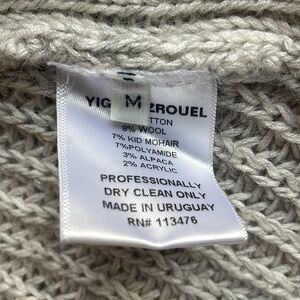 M
YIG ZROUEL
TTON
8% WOOL
7% KID MOHAIR
7%POLYAMIDE
3% ALPACA
2% ACRYLIC
PROFESSIONALLY
DRY CLEAN ONLY
MADE IN URUGUAY
RN# 113476